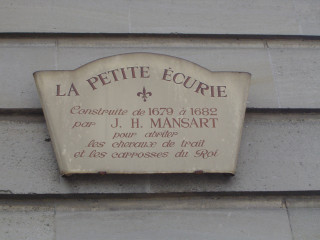 LA PETITE ÉCURIE
Construite de 1679 à 1682
par J. H. MANSART
pour abriter
les chevaux de trait
et les carrosses du Roi